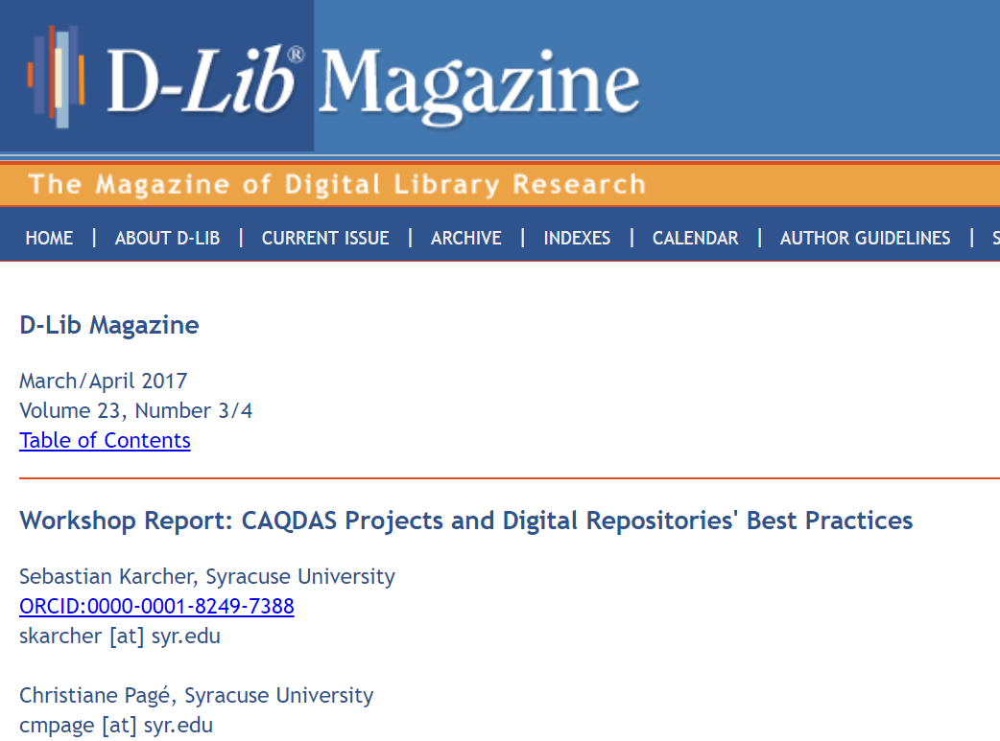 D-Lib® Magazine
The Magazine of Digital Library Research
HOME | ABOUT D-LIB | CURRENT ISSUE | ARCHIVE | INDEXES | CALENDAR | AUTHOR GUIDELINES |
D-Lib Magazine
March/April 2017
Volume 23, Number 3/4
Table of Contents
Workshop Report: CAQDAS Projects and Digital Repositories' Best Practices
Sebastian Karcher, Syracuse University
ORCID:0000-0001-8249-7388
skarcher [at] syr.edu
Christiane Pagé, Syracuse University
cmpage [at] syr.edu